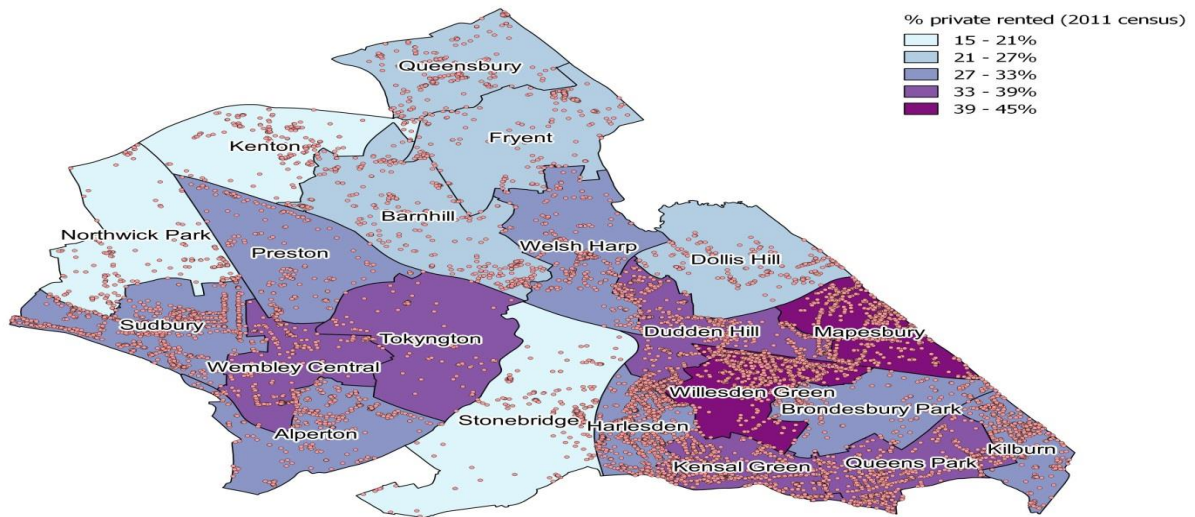 % private rented (2011 census)
15 - 21%
21 - 27%
27 - 33%
33 - 39%
39 - 45%
Queensbury
Fryent
Kenton
Barnhill
Northwick Park
Preston
Welsh Harp
Dollis Hill
Sudbury
Tokyngton
Dudden Hill
Mapesbury
Wembley Central
Willesden Green
Brondesbury Park
Alperton
Stonebridge
Harlesden
Kilburn
Kensal Green
Queens Park